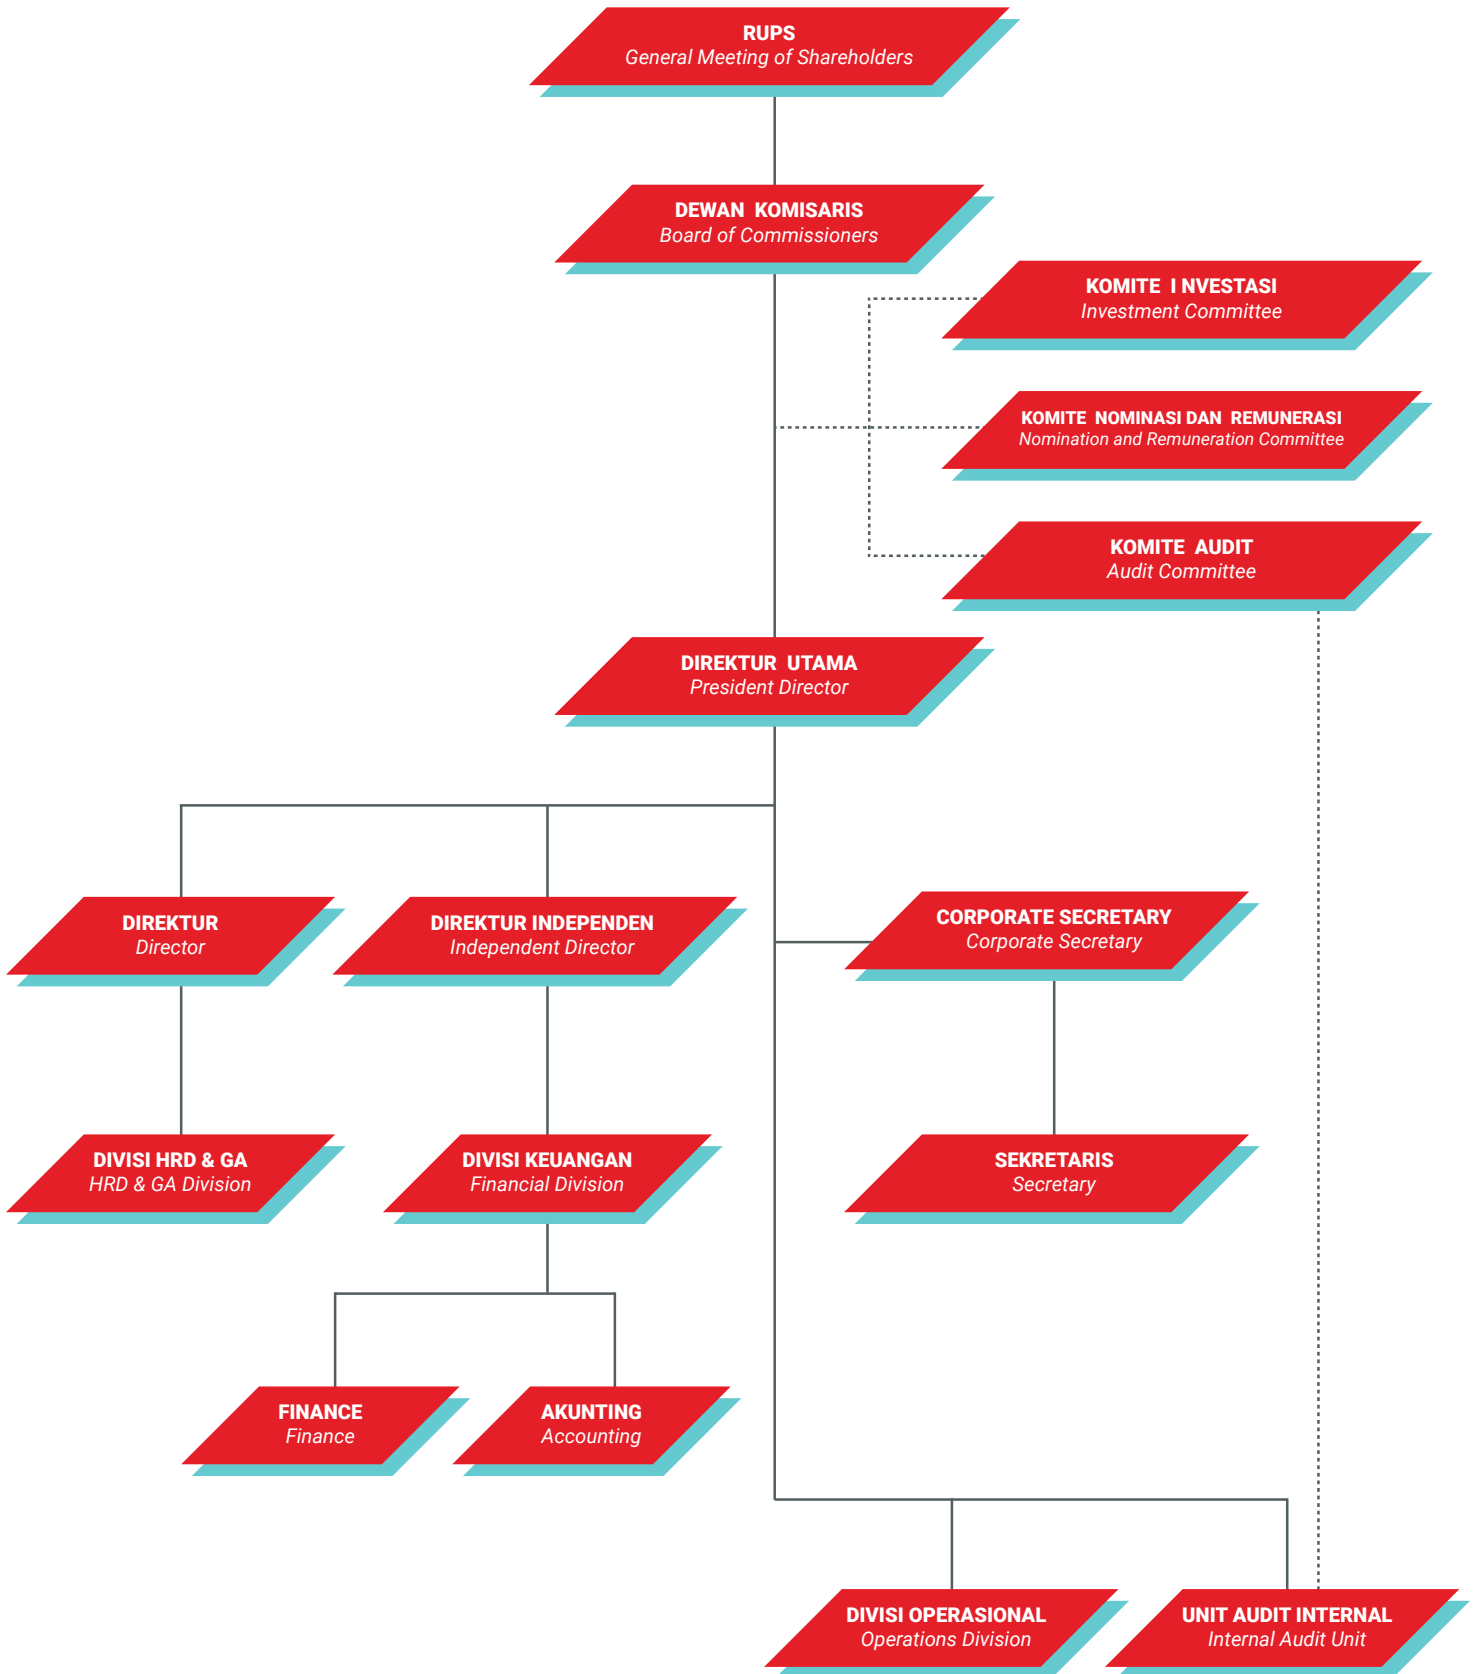 RUPS
General Meeting of Shareholders
DEWAN KOMISARIS
Board of Commissioners
KOMITE I NVESTASI
Investment Committee
KOMITE NOMINASI DAN REMUNERASI
Nomination and Remuneration Committee
KOMITE AUDIT
Audit Committee
DIREKTUR UTAMA
President Director
DIREKTUR
Director
DIREKTUR INDEPENDEN
Independent Director
CORPORATE SECRETARY
Corporate Secretary
DIVISI HRD & GA
HRD & GA Division
DIVISI KEUANGAN
Financial Division
SEKRETARIS
Secretary
FINANCE
Finance
AKUNTING
Accounting
DIVISI OPERASIONAL
Operations Division
UNIT AUDIT INTERNAL
Internal Audit Unit